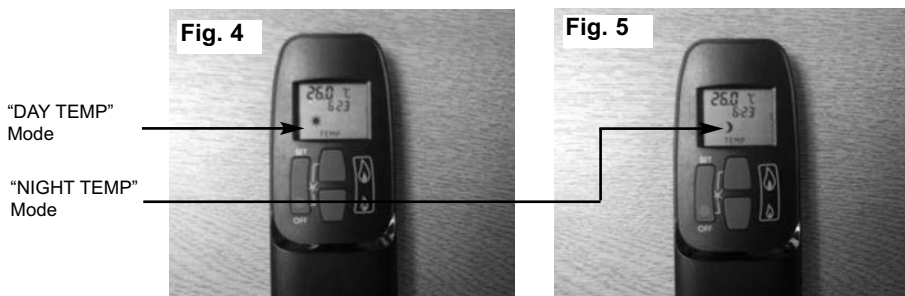 Fig. 4
Fig. 5
"DAY TEMP"
Mode
"NIGHT TEMP"
Mode
26.0 °C
6:23
TEMP
SET
OFF
26.0 °C
6:23
TEMP
SET
OFF